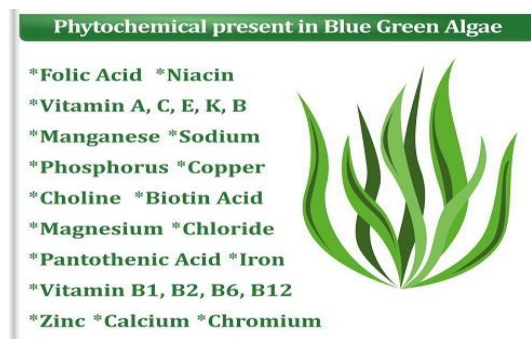 Phytochemical present in Blue Green Algae
*Folic Acid *Niacin
*Vitamin A, C, E, K, B
*Manganese *Sodium
*Phosphorus *Copper
*Choline *Biotin Acid
*Magnesium *Chloride
*Pantothenic Acid *Iron
*Vitamin B1, B2, B6, B12
*Zinc *Calcium *Chromium